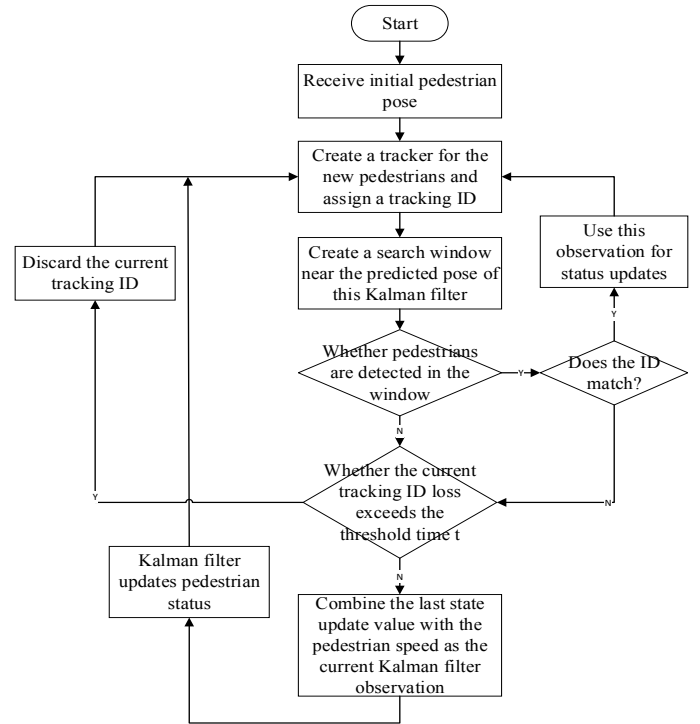 Start
Receive initial pedestrian
pose
Create a tracker for the
new pedestrians and
assign a tracking ID
Use this
observation for
status updates
Discard the current
tracking ID
Create a search window
near the predicted pose of
this Kalman filter
Y
Whether pedestrians
are detected in the
window
Y
Does the ID
match?
N
Whether the current
tracking ID loss
exceeds the
threshold time t
Y
N
Kalman filter
updates pedestrian
status
N
Combine the last state
update value with the
pedestrian speed as the
current Kalman filter
observation